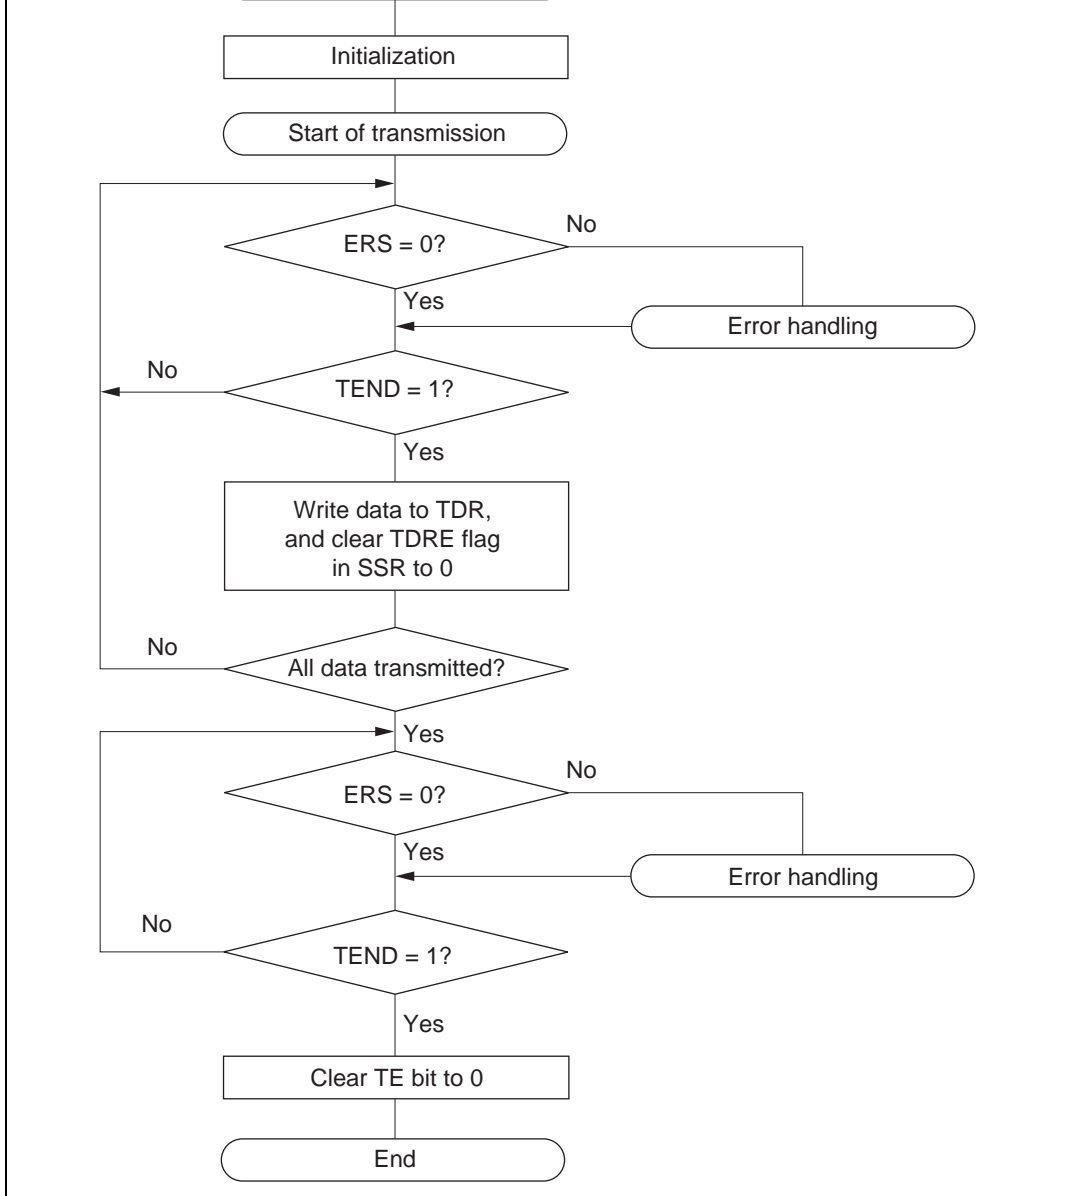 Initialization
Start of transmission
ERS = 0?
No
Yes
Error handling
No
TEND = 1?
Yes
Write data to TDR,
and clear TDRE flag
in SSR to 0
No
All data transmitted?
Yes
ERS = 0?
No
Yes
Error handling
No
TEND = 1?
Yes
Clear TE bit to 0
End